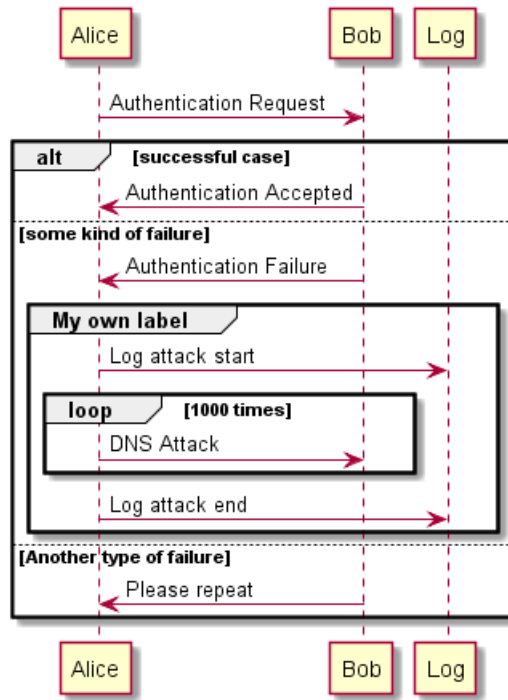 Alice Bob Log
Authentication Request
alt [successful case]
Authentication Accepted
[some kind of failure]
Authentication Failure
My own label
Log attack start
loop [1000 times]
DNS Attack
Log attack end
[Another type of failure]
Please repeat
Alice Bob Log